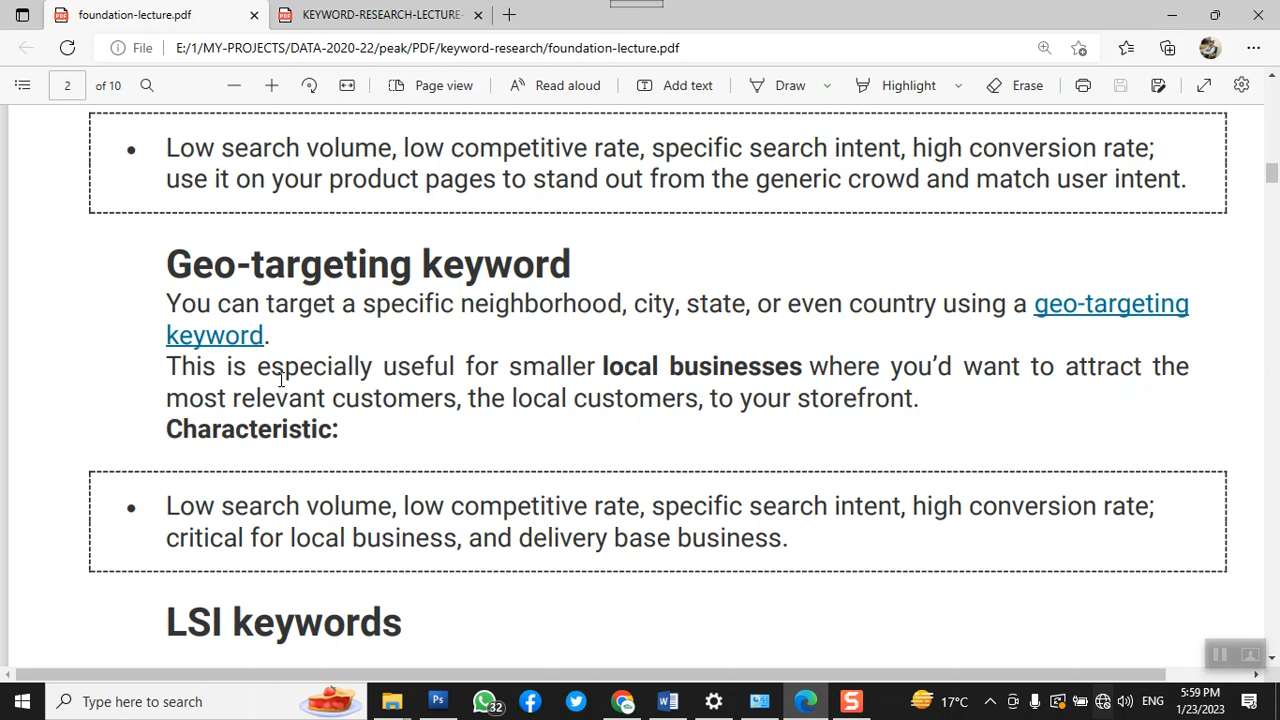 foundation-lecture.pdf
KEYWORD-RESEARCH-LECTURE-
File
E:/1/MY-PROJECTS/DATA-2020-22/peak/PDF/keyword-research/foundation-lecture.pdf
2 of 10
Page view
Read aloud
Add text
Draw
Highlight
Erase
• Low search volume, low competitive rate, specific search intent, high conversion rate;
use it on your product pages to stand out from the generic crowd and match user intent.
Geo-targeting keyword
You can target a specific neighborhood, city, state, or even country using a geo-targeting
keyword.
This is especially useful for smaller local businesses where you’d want to attract the
most relevant customers, the local customers, to your storefront.
Characteristic:
• Low search volume, low competitive rate, specific search intent, high conversion rate;
critical for local business, and delivery base business.
LSI keywords
Type here to search
Ps
32
W
S
17°C
ENG
5:59 PM
1/23/2023